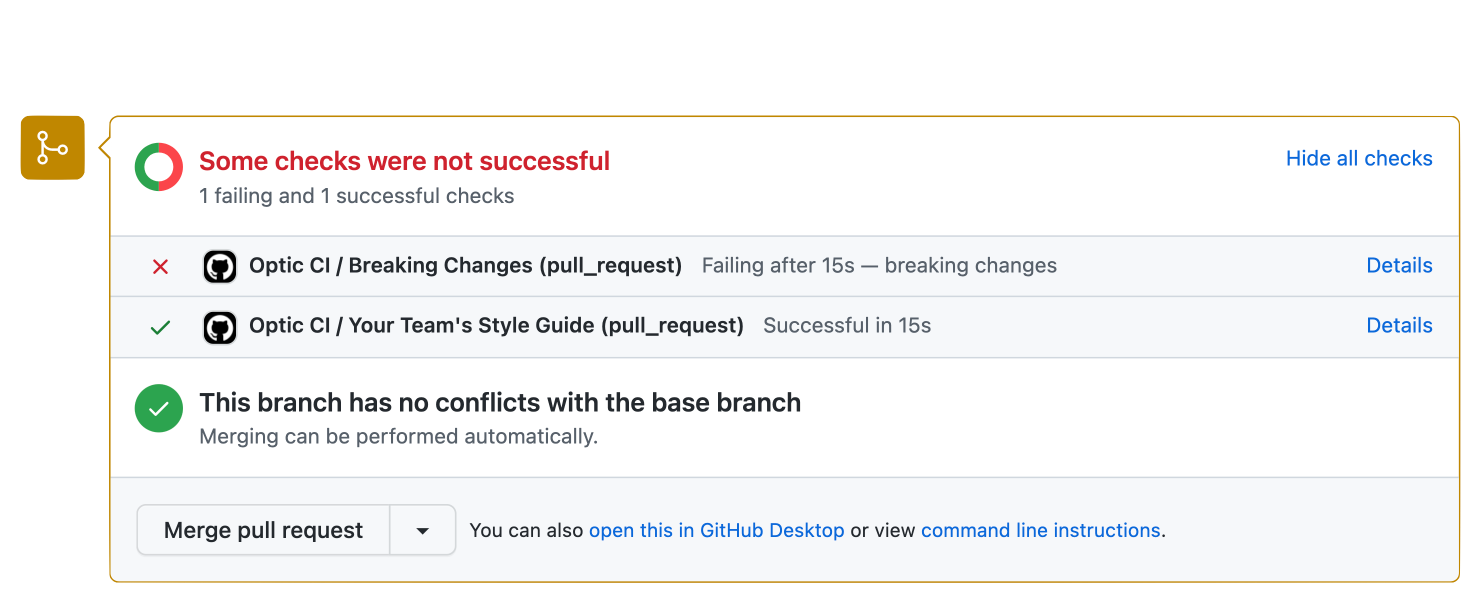 Some checks were not successful
Hide all checks
1 failing and 1 successful checks
Optic CI / Breaking Changes (pull_request) Failing after 15s — breaking changes Details
Optic CI / Your Team's Style Guide (pull_request) Successful in 15s Details
This branch has no conflicts with the base branch
Merging can be performed automatically.
Merge pull request You can also open this in GitHub Desktop or view command line instructions.